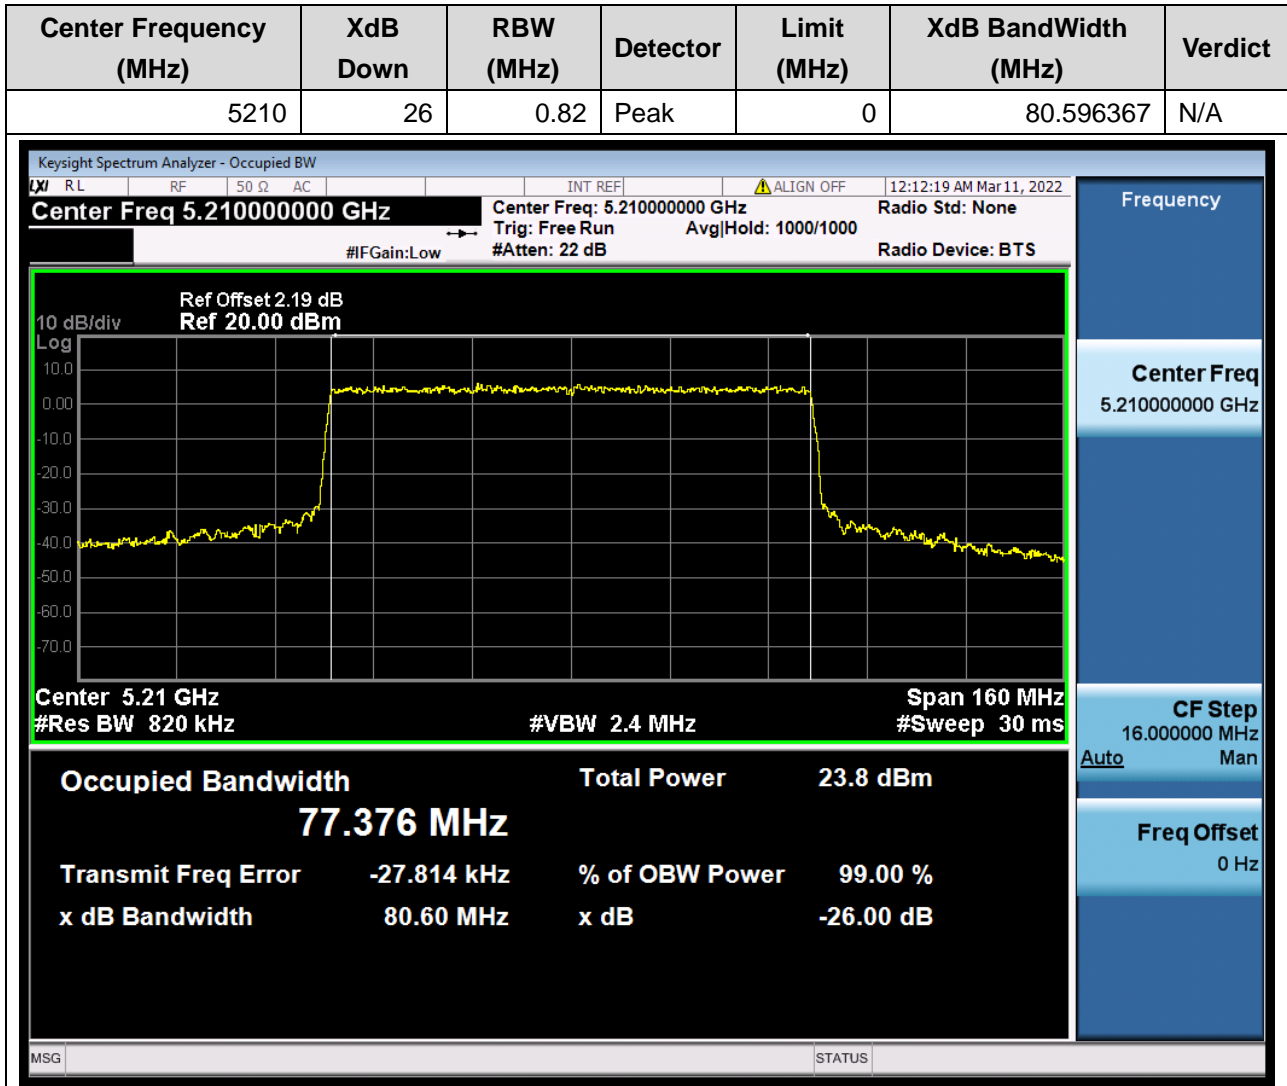 Center Frequency (MHz) XdB Down RBW (MHz) Detector Limit (MHz) XdB BandWidth (MHz) Verdict
5210 26 0.82 Peak 0 80.596367 N/A
Keysight Spectrum Analyzer - Occupied BW
LXI RL RF 50 Ω AC INT REF ALIGN OFF 12:12:19 AM Mar 11, 2022
Center Freq 5.210000000 GHz Center Freq: 5.210000000 GHz Radio Std: None
Trig: Free Run Avg|Hold: 1000/1000
#IFGain:Low #Atten: 22 dB Radio Device: BTS
Frequency
Ref Offset 2.19 dB
10 dB/div Ref 20.00 dBm
Log
10.0
0.00
-10.0
-20.0
-30.0
-40.0
-50.0
-60.0
-70.0
Center 5.21 GHz Span 160 MHz
#Res BW 820 kHz #VBW 2.4 MHz #Sweep 30 ms
Center Freq
5.210000000 GHz
CF Step
16.000000 MHz
Auto Man
Freq Offset
0 Hz
Occupied Bandwidth Total Power 23.8 dBm
77.376 MHz
Transmit Freq Error -27.814 kHz % of OBW Power 99.00 %
x dB Bandwidth 80.60 MHz x dB -26.00 dB
MSG STATUS